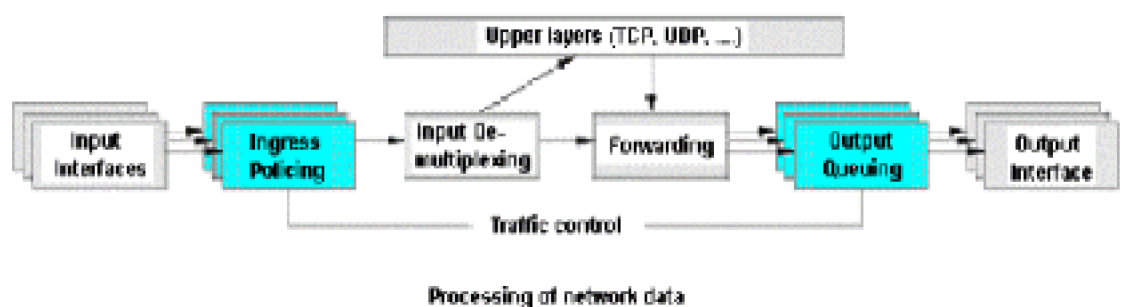 Upper layers (TCP, UDP, ...)
Input
Interfaces
Ingress
Policing
Input De-
multiplexing
Forwarding
Output
Queuing
Output
Interface
Traffic control
Processing of network data